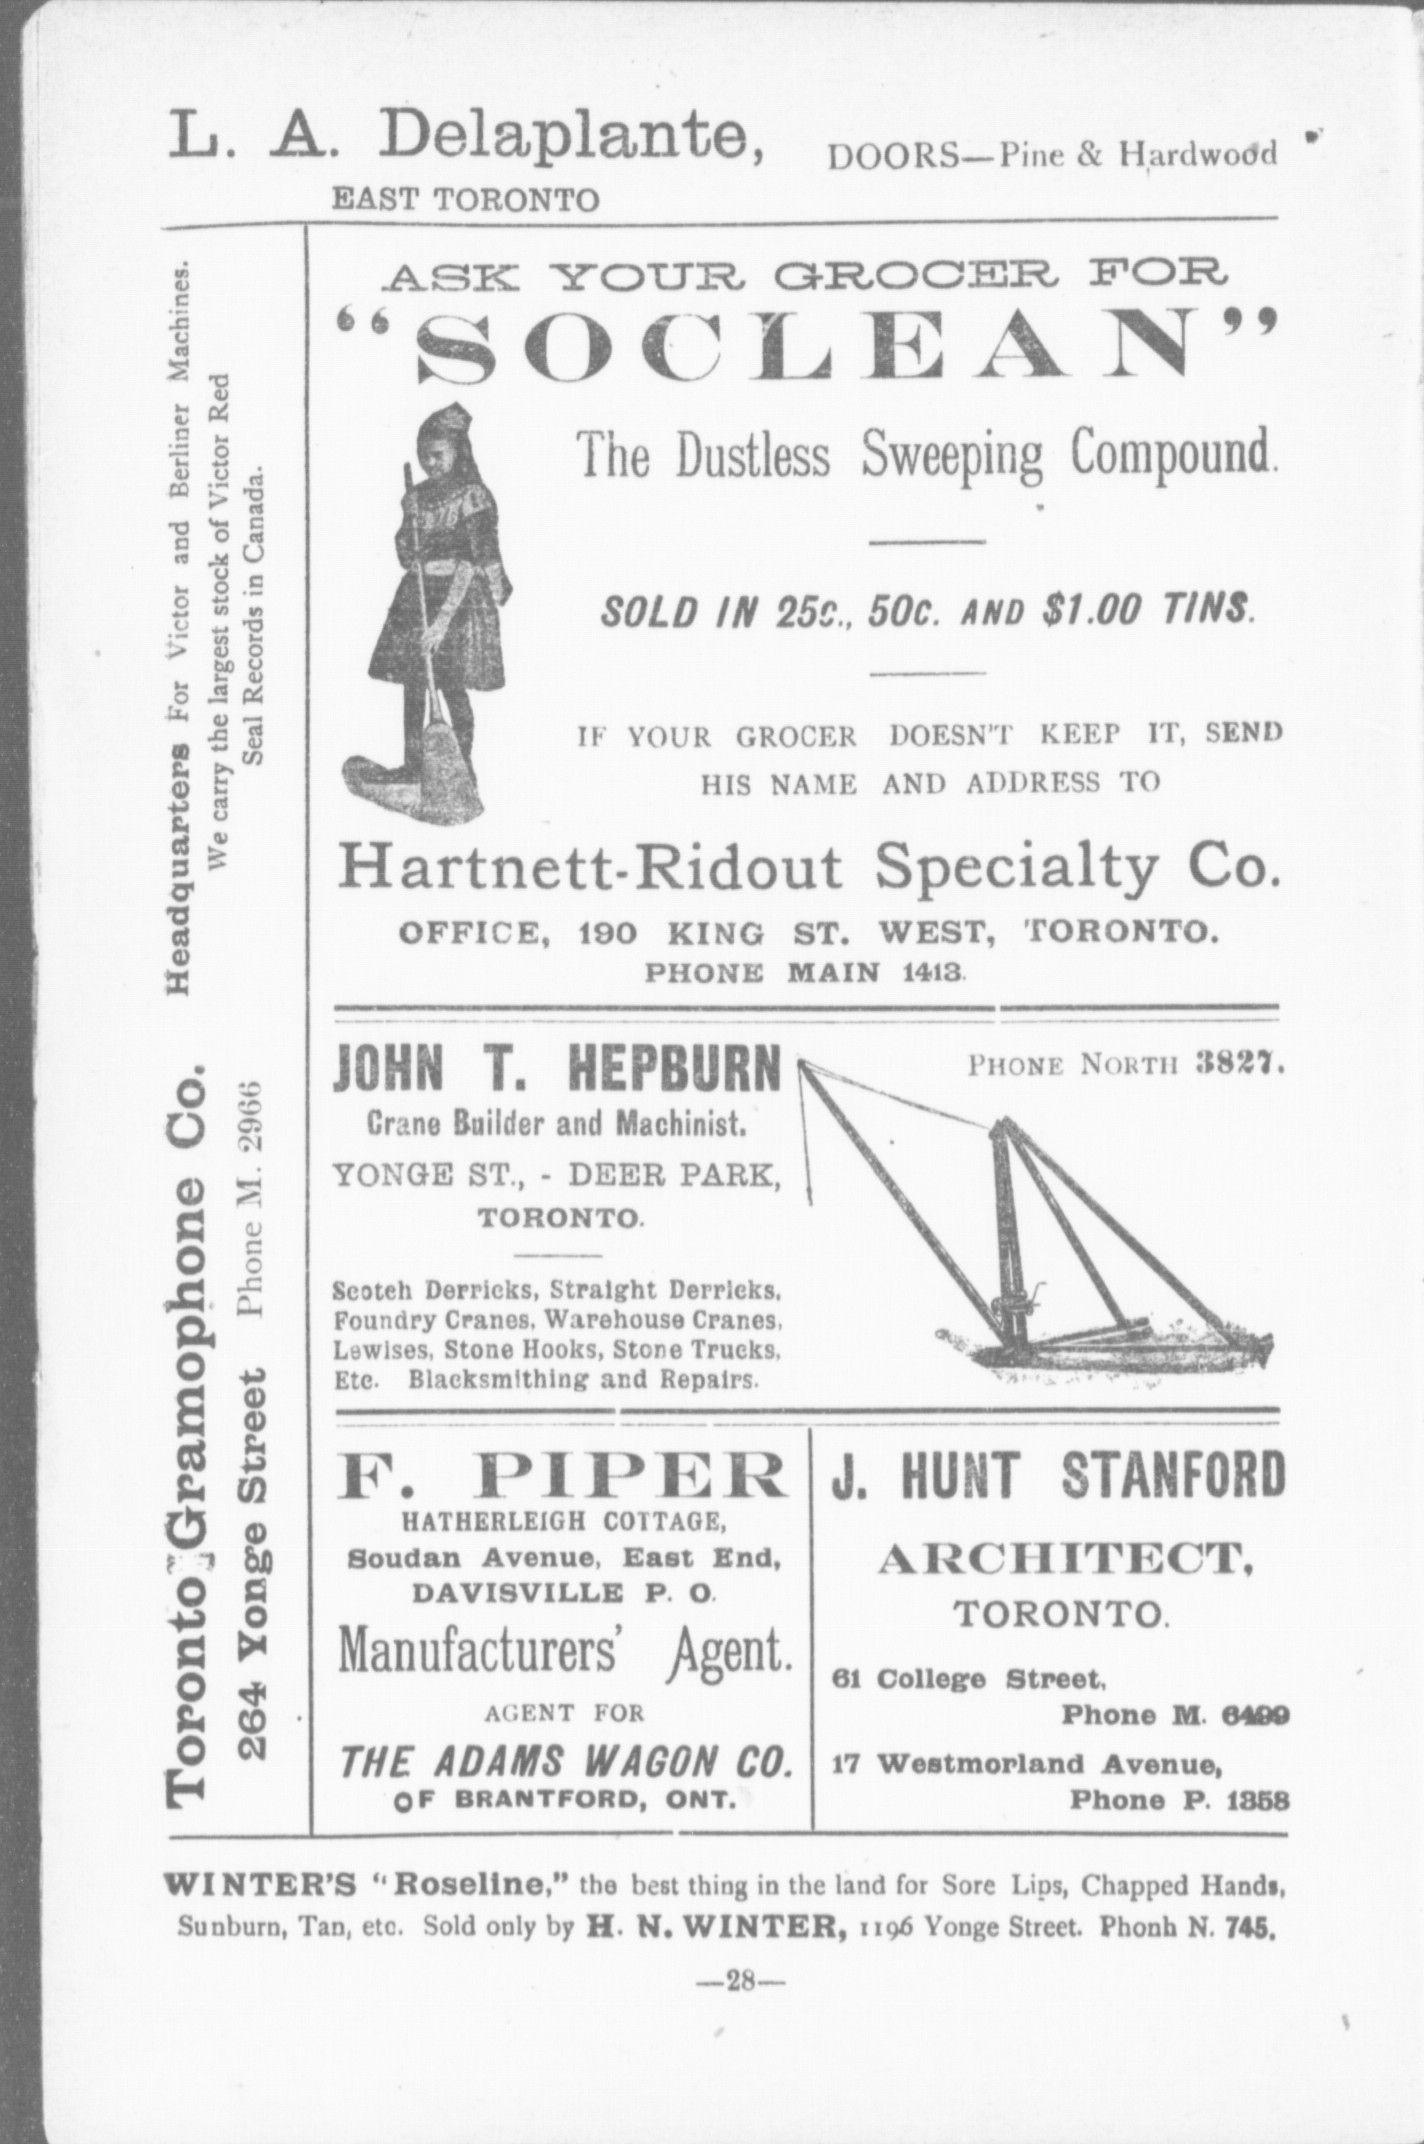 L. A. Delaplante, DOORS—Pine & Hardwood
EAST TORONTO
Toronto Gramophone Co. Headquarters For Victor and Berliner Machines.
264 Yonge Street Phone M. 2966 We carry the largest stock of Victor Red
Seal Records in Canada.
ASK YOUR GROCER FOR
"SOCLEAN"
The Dustless Sweeping Compound.
SOLD IN 25c., 50c. AND $1.00 TINS.
IF YOUR GROCER DOESN'T KEEP IT, SEND
HIS NAME AND ADDRESS TO
Hartnett-Ridout Specialty Co.
OFFICE, 190 KING ST. WEST, TORONTO.
PHONE MAIN 1413.
JOHN T. HEPBURN
PHONE NORTH 3827.
Crane Builder and Machinist.
YONGE ST., - DEER PARK,
TORONTO.
Scotch Derricks, Straight Derricks,
Foundry Cranes, Warehouse Cranes,
Lewises, Stone Hooks, Stone Trucks,
Etc. Blacksmithing and Repairs.
F. PIPER
HATHERLEIGH COTTAGE,
Soudan Avenue, East End,
DAVISVILLE P. O.
Manufacturers' Agent.
AGENT FOR
THE ADAMS WAGON CO.
OF BRANTFORD, ONT.
J. HUNT STANFORD
ARCHITECT,
TORONTO.
61 College Street,
Phone M. 6499
17 Westmorland Avenue,
Phone P. 1358
WINTER'S "Roseline," the best thing in the land for Sore Lips, Chapped Hands,
Sunburn, Tan, etc. Sold only by H. N. WINTER, 1196 Yonge Street. Phonh N. 745.
—28—